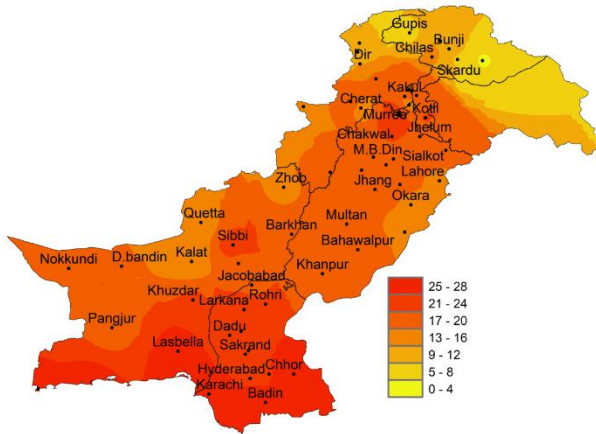 Gupis
Bunji
Dir
Chilas
Skardu
Kakul
Cherat
Kotli
Murree
Chakwal
Jhelum
M.B.Din
Sialkot
Lahore
Zhob
Jhang
Okara
Quetta
Multan
Sibbi
Barkhan
Bahawalpur
Nokkundi
D.bandin
Kalat
Khanpur
Jacobabad
Khuzdar
Larkana
Rohri
Pangjur
Dadu
Lasbella
Sakrand
Hyderabad
Chhor
Karachi
Badin
25 - 28
21 - 24
17 - 20
13 - 16
9 - 12
5 - 8
0 - 4